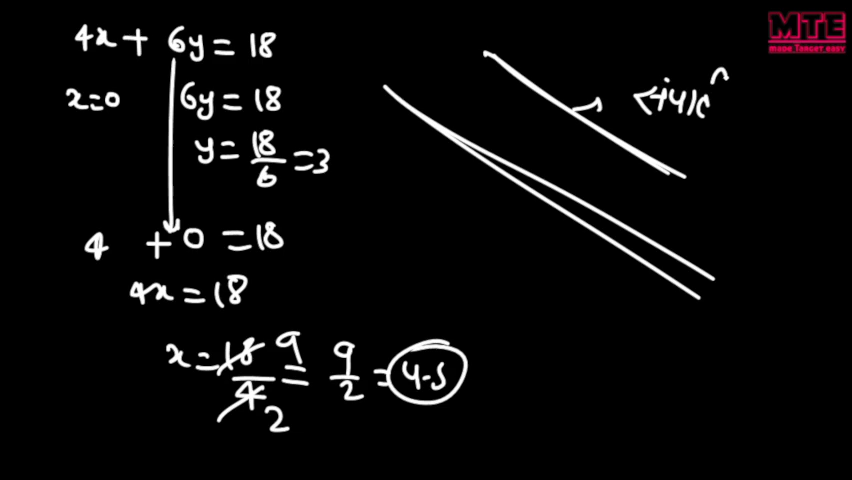 4x + 6y = 18
x=0 6y = 18
y = 18/6 = 3
4 + 0 = 18
4x = 18
x = 18/4 = 9/2 = 4.5
9
2
MTE
MADE TARGET EASY